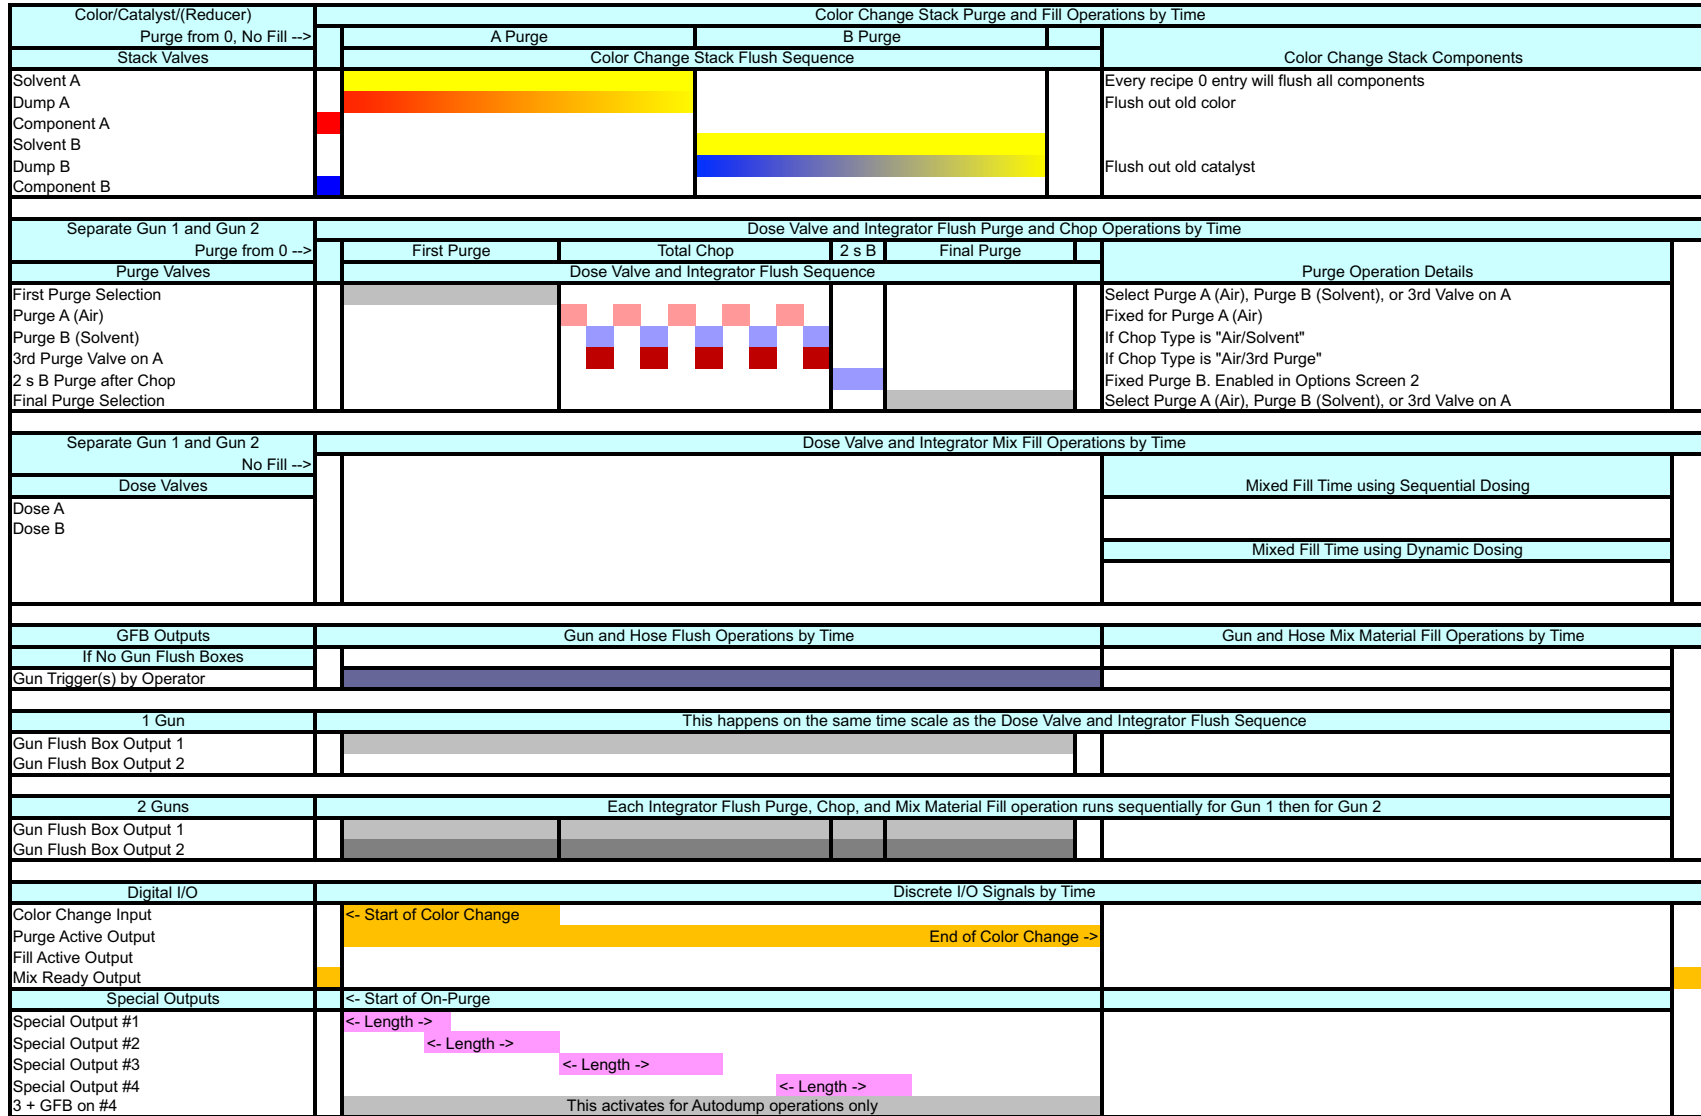 Color/Catalyst/(Reducer)
Color Change Stack Purge and Fill Operations by Time
Purge from 0, No Fill -->
A Purge
B Purge
Stack Valves
Color Change Stack Flush Sequence
Color Change Stack Components
Solvent A
Every recipe 0 entry will flush all components
Dump A
Flush out old color
Component A
Solvent B
Dump B
Flush out old catalyst
Component B
Separate Gun 1 and Gun 2
Dose Valve and Integrator Flush Purge and Chop Operations by Time
Purge from 0 -->
First Purge
Total Chop
2 s B
Final Purge
Purge Valves
Dose Valve and Integrator Flush Sequence
Purge Operation Details
First Purge Selection
Select Purge A (Air), Purge B (Solvent), or 3rd Valve on A
Purge A (Air)
Fixed for Purge A (Air)
Purge B (Solvent)
If Chop Type is "Air/Solvent"
3rd Purge Valve on A
If Chop Type is "Air/3rd Purge"
2 s B Purge after Chop
Fixed Purge B. Enabled in Options Screen 2
Final Purge Selection
Select Purge A (Air), Purge B (Solvent), or 3rd Valve on A
Separate Gun 1 and Gun 2
Dose Valve and Integrator Mix Fill Operations by Time
No Fill -->
Dose Valves
Mixed Fill Time using Sequential Dosing
Dose A
Dose B
Mixed Fill Time using Dynamic Dosing
GFB Outputs
Gun and Hose Flush Operations by Time
Gun and Hose Mix Material Fill Operations by Time
If No Gun Flush Boxes
Gun Trigger(s) by Operator
1 Gun
This happens on the same time scale as the Dose Valve and Integrator Flush Sequence
Gun Flush Box Output 1
Gun Flush Box Output 2
2 Guns
Each Integrator Flush Purge, Chop, and Mix Material Fill operation runs sequentially for Gun 1 then for Gun 2
Gun Flush Box Output 1
Gun Flush Box Output 2
Digital I/O
Discrete I/O Signals by Time
Color Change Input
<- Start of Color Change
Purge Active Output
End of Color Change ->
Fill Active Output
Mix Ready Output
Special Outputs
<- Start of On-Purge
Special Output #1
<- Length ->
Special Output #2
<- Length ->
Special Output #3
<- Length ->
Special Output #4
<- Length ->
3 + GFB on #4
This activates for Autodump operations only